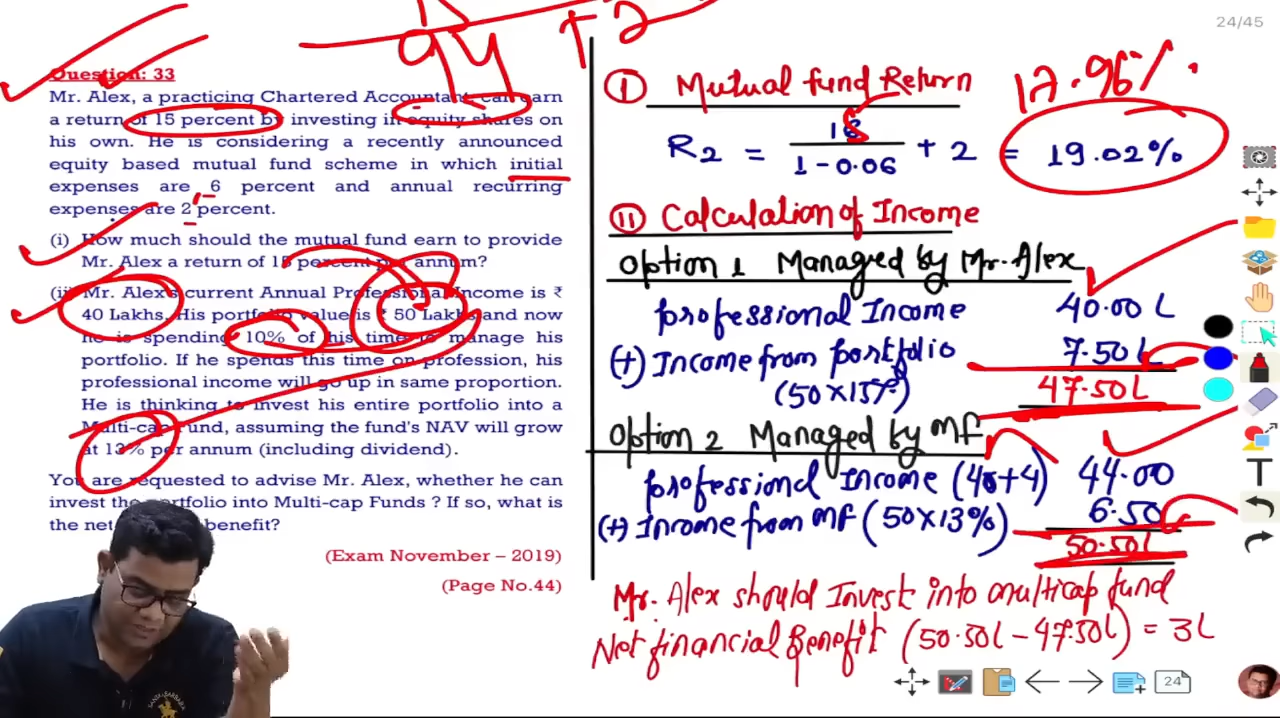 24/45
94 + 2
Question: 33
Mr. Alex, a practicing Chartered Accountant, can earn
a return of 15 percent by investing in equity shares on
his own. He is considering a recently announced
equity based mutual fund scheme in which initial
expenses are 6 percent and annual recurring
expenses are 2 percent.
(i) How much should the mutual fund earn to provide
Mr. Alex a return of 15 percent per annum?
(ii) Mr. Alex's current Annual Professional Income is ₹
40 Lakhs. His portfolio value is ₹ 50 Lakhs and now
he is spending 10% of his time to manage his
portfolio. If he spends this time on profession, his
professional income will go up in same proportion.
He is thinking to invest his entire portfolio into a
Multi-cap Fund, assuming the fund's NAV will grow
at 13% per annum (including dividend).
You are requested to advise Mr. Alex, whether he can
invest the portfolio into Multi-cap Funds ? If so, what is
the net benefit?
(Exam November – 2019)
(Page No.44)
I Mutual fund Return
17.96%
R2 = / 1-0.06 + 2 = 19.02%
II Calculation of Income
Option 1 Managed by Mr. Alex
professional Income 40.00 L
(+) Income from portfolio 7.50 L
(50x15%) 47.50L
Option 2 Managed by MF
professional Income (40+4) 44.00
(+) Income from MF (50x13%) 6.50
50.50L
Mr. Alex should Invest into multicap fund
Net financial Benefit (50.50L - 47.50L) = 3L
T
24